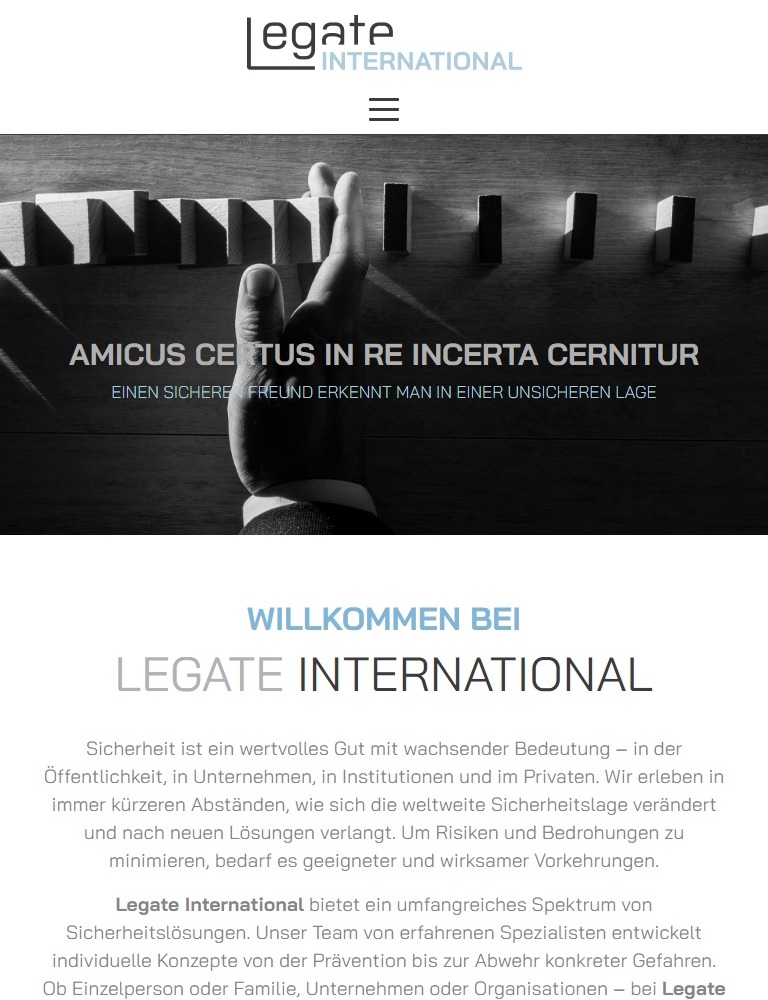 Legate
INTERNATIONAL
AMICUS CERTUS IN RE INCERTA CERNITUR
EINEN SICHEREN FREUND ERKENNT MAN IN EINER UNSICHEREN LAGE
WILLKOMMEN BEI
LEGATE INTERNATIONAL
Sicherheit ist ein wertvolles Gut mit wachsender Bedeutung – in der
Öffentlichkeit, in Unternehmen, in Institutionen und im Privaten. Wir erleben in
immer kürzeren Abständen, wie sich die weltweite Sicherheitslage verändert
und nach neuen Lösungen verlangt. Um Risiken und Bedrohungen zu
minimieren, bedarf es geeigneter und wirksamer Vorkehrungen.
Legate International bietet ein umfangreiches Spektrum von
Sicherheitslösungen. Unser Team von erfahrenen Spezialisten entwickelt
individuelle Konzepte von der Prävention bis zur Abwehr konkreter Gefahren.
Ob Einzelperson oder Familie, Unternehmen oder Organisationen – bei Legate